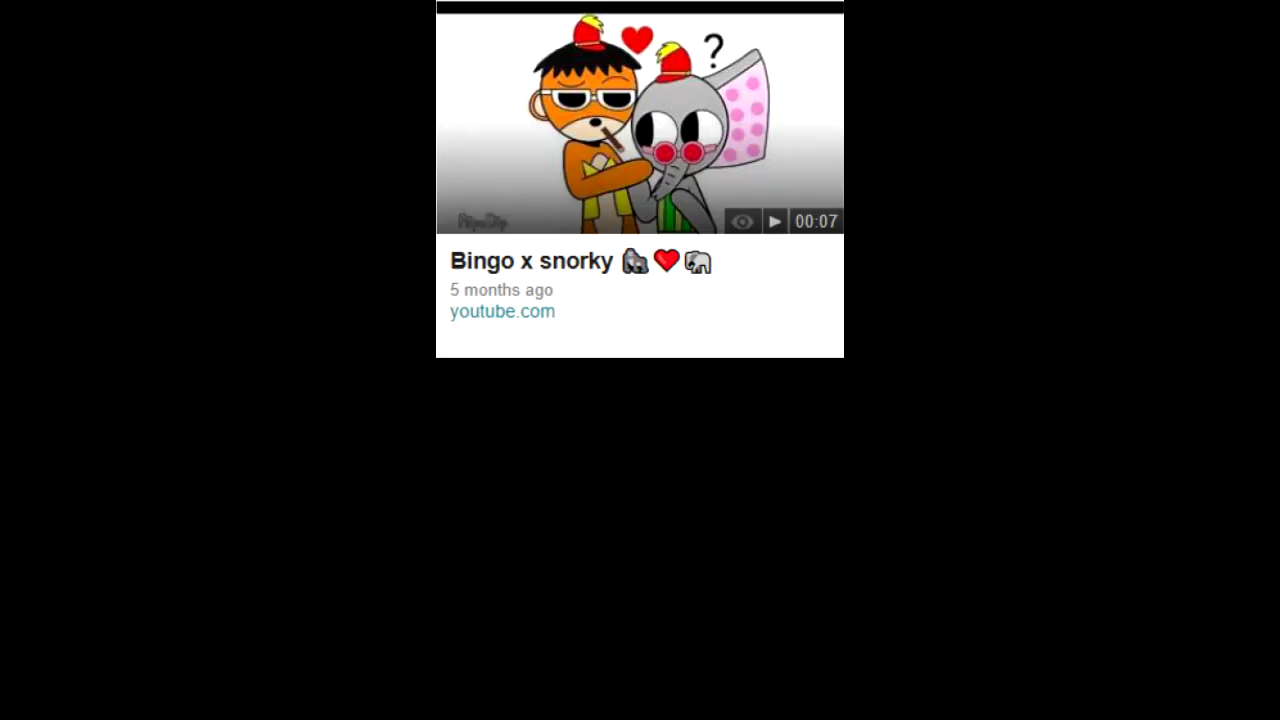 ?
00:07
Bingo x snorky 🦍❤️🐘
5 months ago
youtube.com